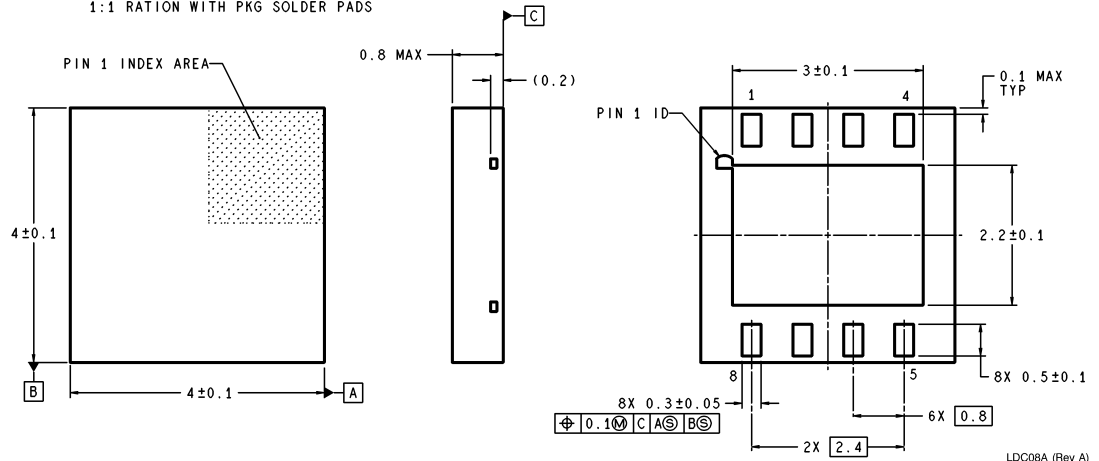 1:1 RATION WITH PKG SOLDER PADS
C
0.8 MAX
(0.2)
PIN 1 INDEX AREA
3±0.1
0.1 MAX
TYP
1
4
PIN 1 ID
4±0.1
2.2±0.1
B
4±0.1
A
8
5
8X 0.5±0.1
8X 0.3±0.05
6X 0.8
⌖ 0.1Ⓜ C AⓈ BⓈ
2X 2.4
LDC08A (Rev A)